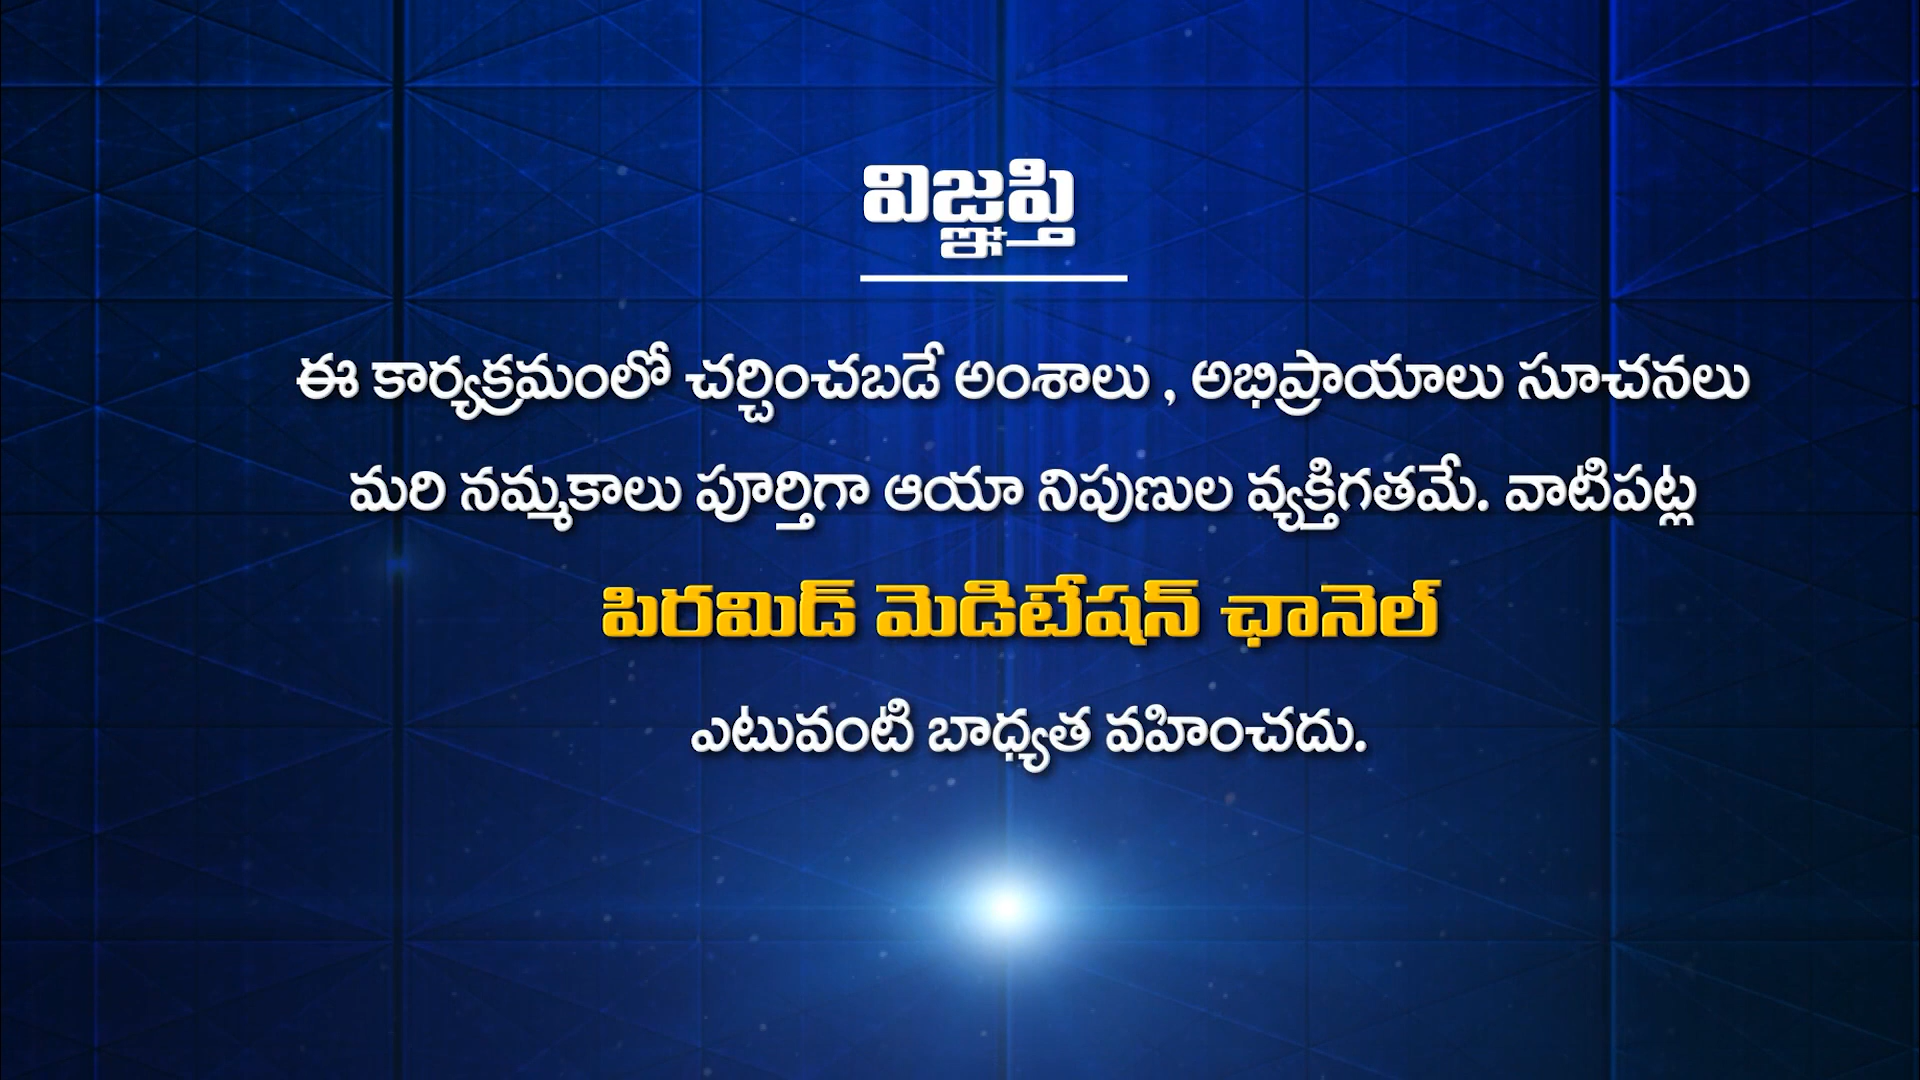 విజ్ఞప్తి
ఈ కార్యక్రమంలో చర్చించబడే అంశాలు , అభిప్రాయాలు సూచనలు
మరి నమ్మకాలు పూర్తిగా ఆయా నిపుణుల వ్యక్తిగతమే. వాటిపట్ల
పిరమిడ్ మెడిటేషన్ ఛానెల్
ఎటువంటి బాధ్యత వహించదు.